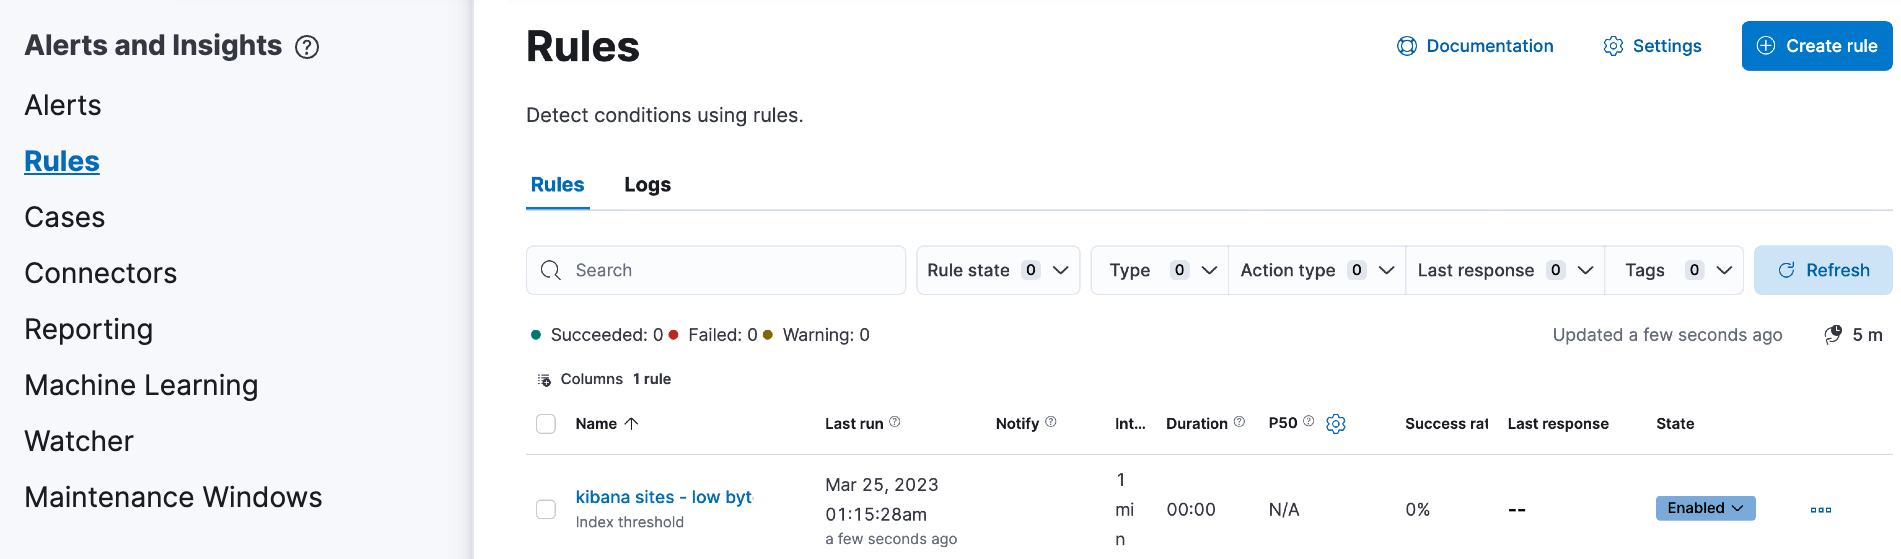 Alerts and Insights
Alerts
Rules
Cases
Connectors
Reporting
Machine Learning
Watcher
Maintenance Windows
Rules
Documentation
Settings
Create rule
Detect conditions using rules.
Rules Logs
Search
Rule state 0
Type 0
Action type 0
Last response 0
Tags 0
Refresh
Succeeded: 0 Failed: 0 Warning: 0
Updated a few seconds ago
5 m
Columns 1 rule
Name Last run Notify Int... Duration P50 Success rat Last response State
kibana sites - low byt
Index threshold
Mar 25, 2023
01:15:28am
a few seconds ago
1
mi
n
00:00
N/A
0%
--
Enabled